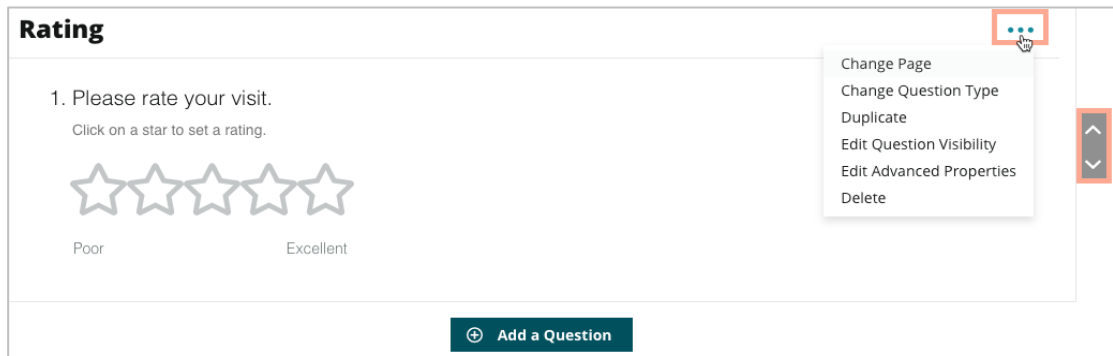 Rating
Change Page
Change Question Type
Duplicate
Edit Question Visibility
Edit Advanced Properties
Delete
1. Please rate your visit.
Click on a star to set a rating.
Poor Excellent
Add a Question